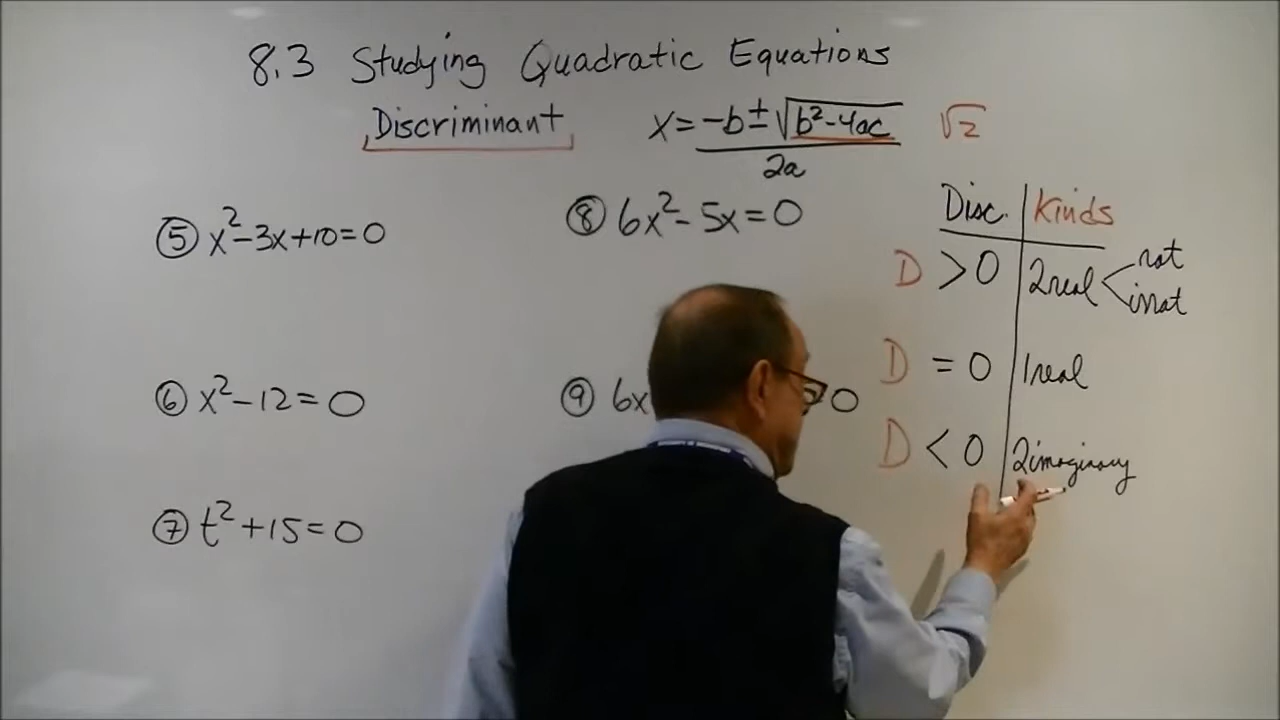 8.3 Studying Quadratic Equations
Discriminant
x = -b ± √b²-4ac
2a
√2
⑤ x²-3x+10=0
⑥ x²-12=0
⑦ t²+15=0
⑧ 6x²-5x=0
⑨ 6x 0
Disc. Kinds
D >0 2real < rat
irrat
D =0 1real
D <0 2imaginary